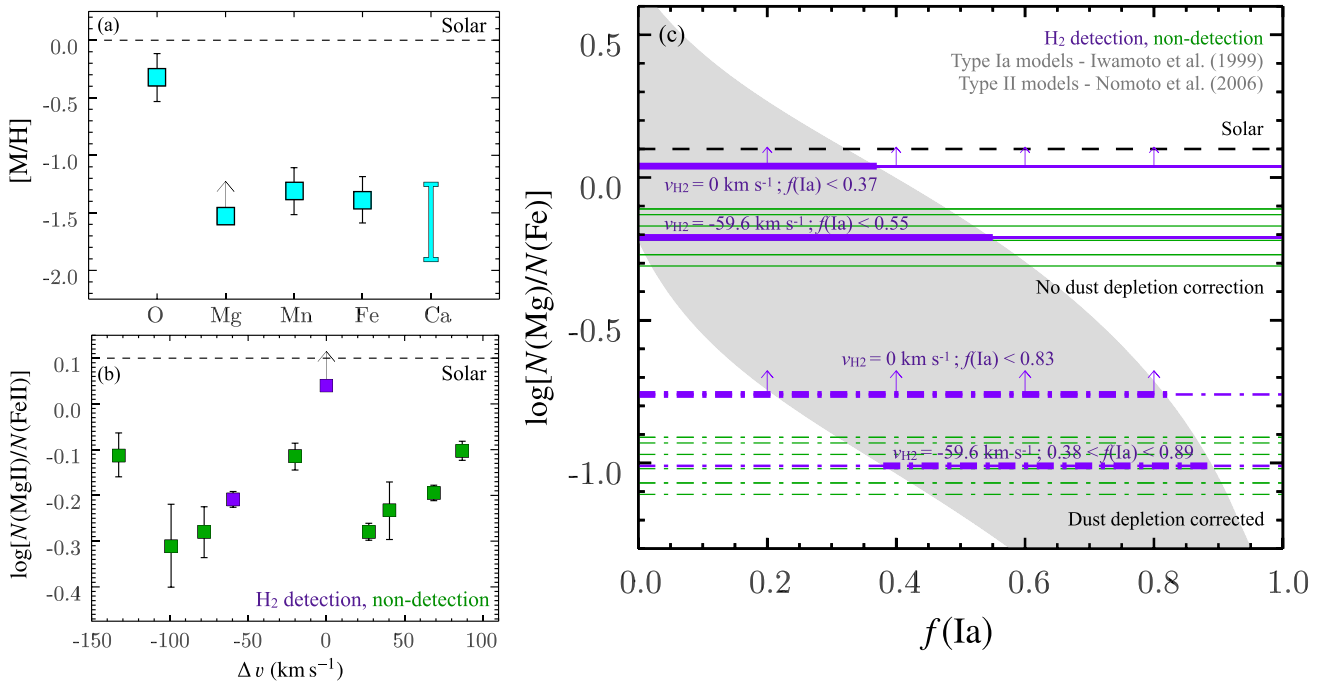 (a)
Solar
0.0
-0.5
-1.0
-1.5
-2.0
[M/H]
O Mg Mn Fe Ca
(b)
Solar
0.1
0.0
-0.1
-0.2
-0.3
-0.4
log[N(MgII)/N(FeII)]
H₂ detection, non-detection
-150 -100 -50 0 50 100
Δ v (km s⁻¹)
(c)
H₂ detection, non-detection
Type Ia models - Iwamoto et al. (1999)
Type II models - Nomoto et al. (2006)
Solar
v_H2 = 0 km s⁻¹ ; f(Ia) < 0.37
v_H2 = -59.6 km s⁻¹ ; f(Ia) < 0.55
No dust depletion correction
v_H2 = 0 km s⁻¹ ; f(Ia) < 0.83
v_H2 = -59.6 km s⁻¹ ; 0.38 < f(Ia) < 0.89
Dust depletion corrected
0.5
0.0
-0.5
-1.0
log[N(Mg)/N(Fe)]
0.0 0.2 0.4 0.6 0.8 1.0
f(Ia)